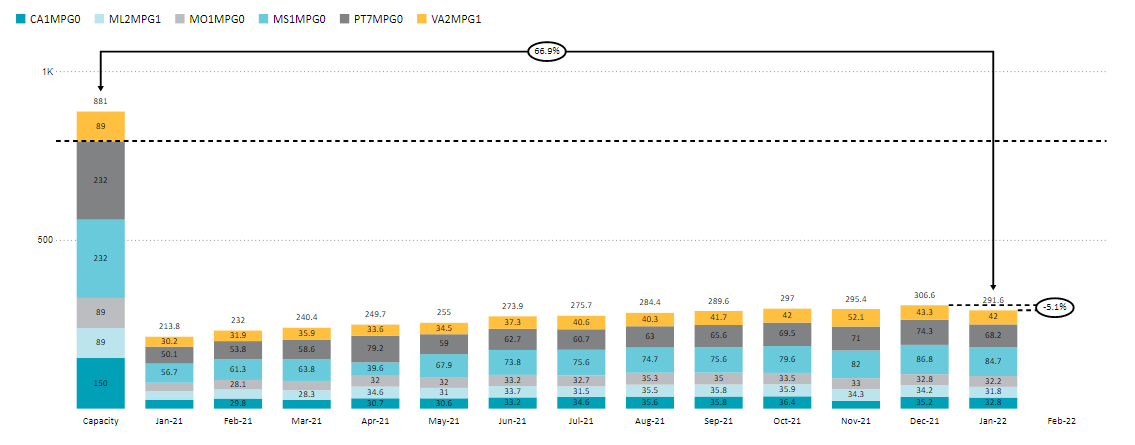 CA1MPG0 ML2MPG1 MO1MPG0 MS1MPG0 PT7MPG0 VA2MPG1
66.9%
1K
881
89
232
500
232
89
89
150
213.8 232 240.4 249.7 255 273.9 275.7 284.4 289.6 297 295.4 306.6 291.6
-5.1%
30.2 31.9 35.9 33.6 34.5 37.3 40.6 40.3 41.7 42 52.1 43.3 42
50.1 53.8 58.6 79.2 59 62.7 60.7 63 65.6 69.5 71 74.3 68.2
56.7 61.3 63.8 39.6 67.9 73.8 75.6 74.7 75.6 79.6 82 86.8 84.7
28.1 32 32 33.2 32.7 35.3 35 33.5 33 32.8 32.2
28.3 34.6 31 33.7 31.5 35.5 35.8 35.9 34.3 34.2 31.8
29.8 30.7 30.6 33.2 34.6 35.6 35.8 36.4 35.2 32.8
Capacity Jan-21 Feb-21 Mar-21 Apr-21 May-21 Jun-21 Jul-21 Aug-21 Sep-21 Oct-21 Nov-21 Dec-21 Jan-22 Feb-22